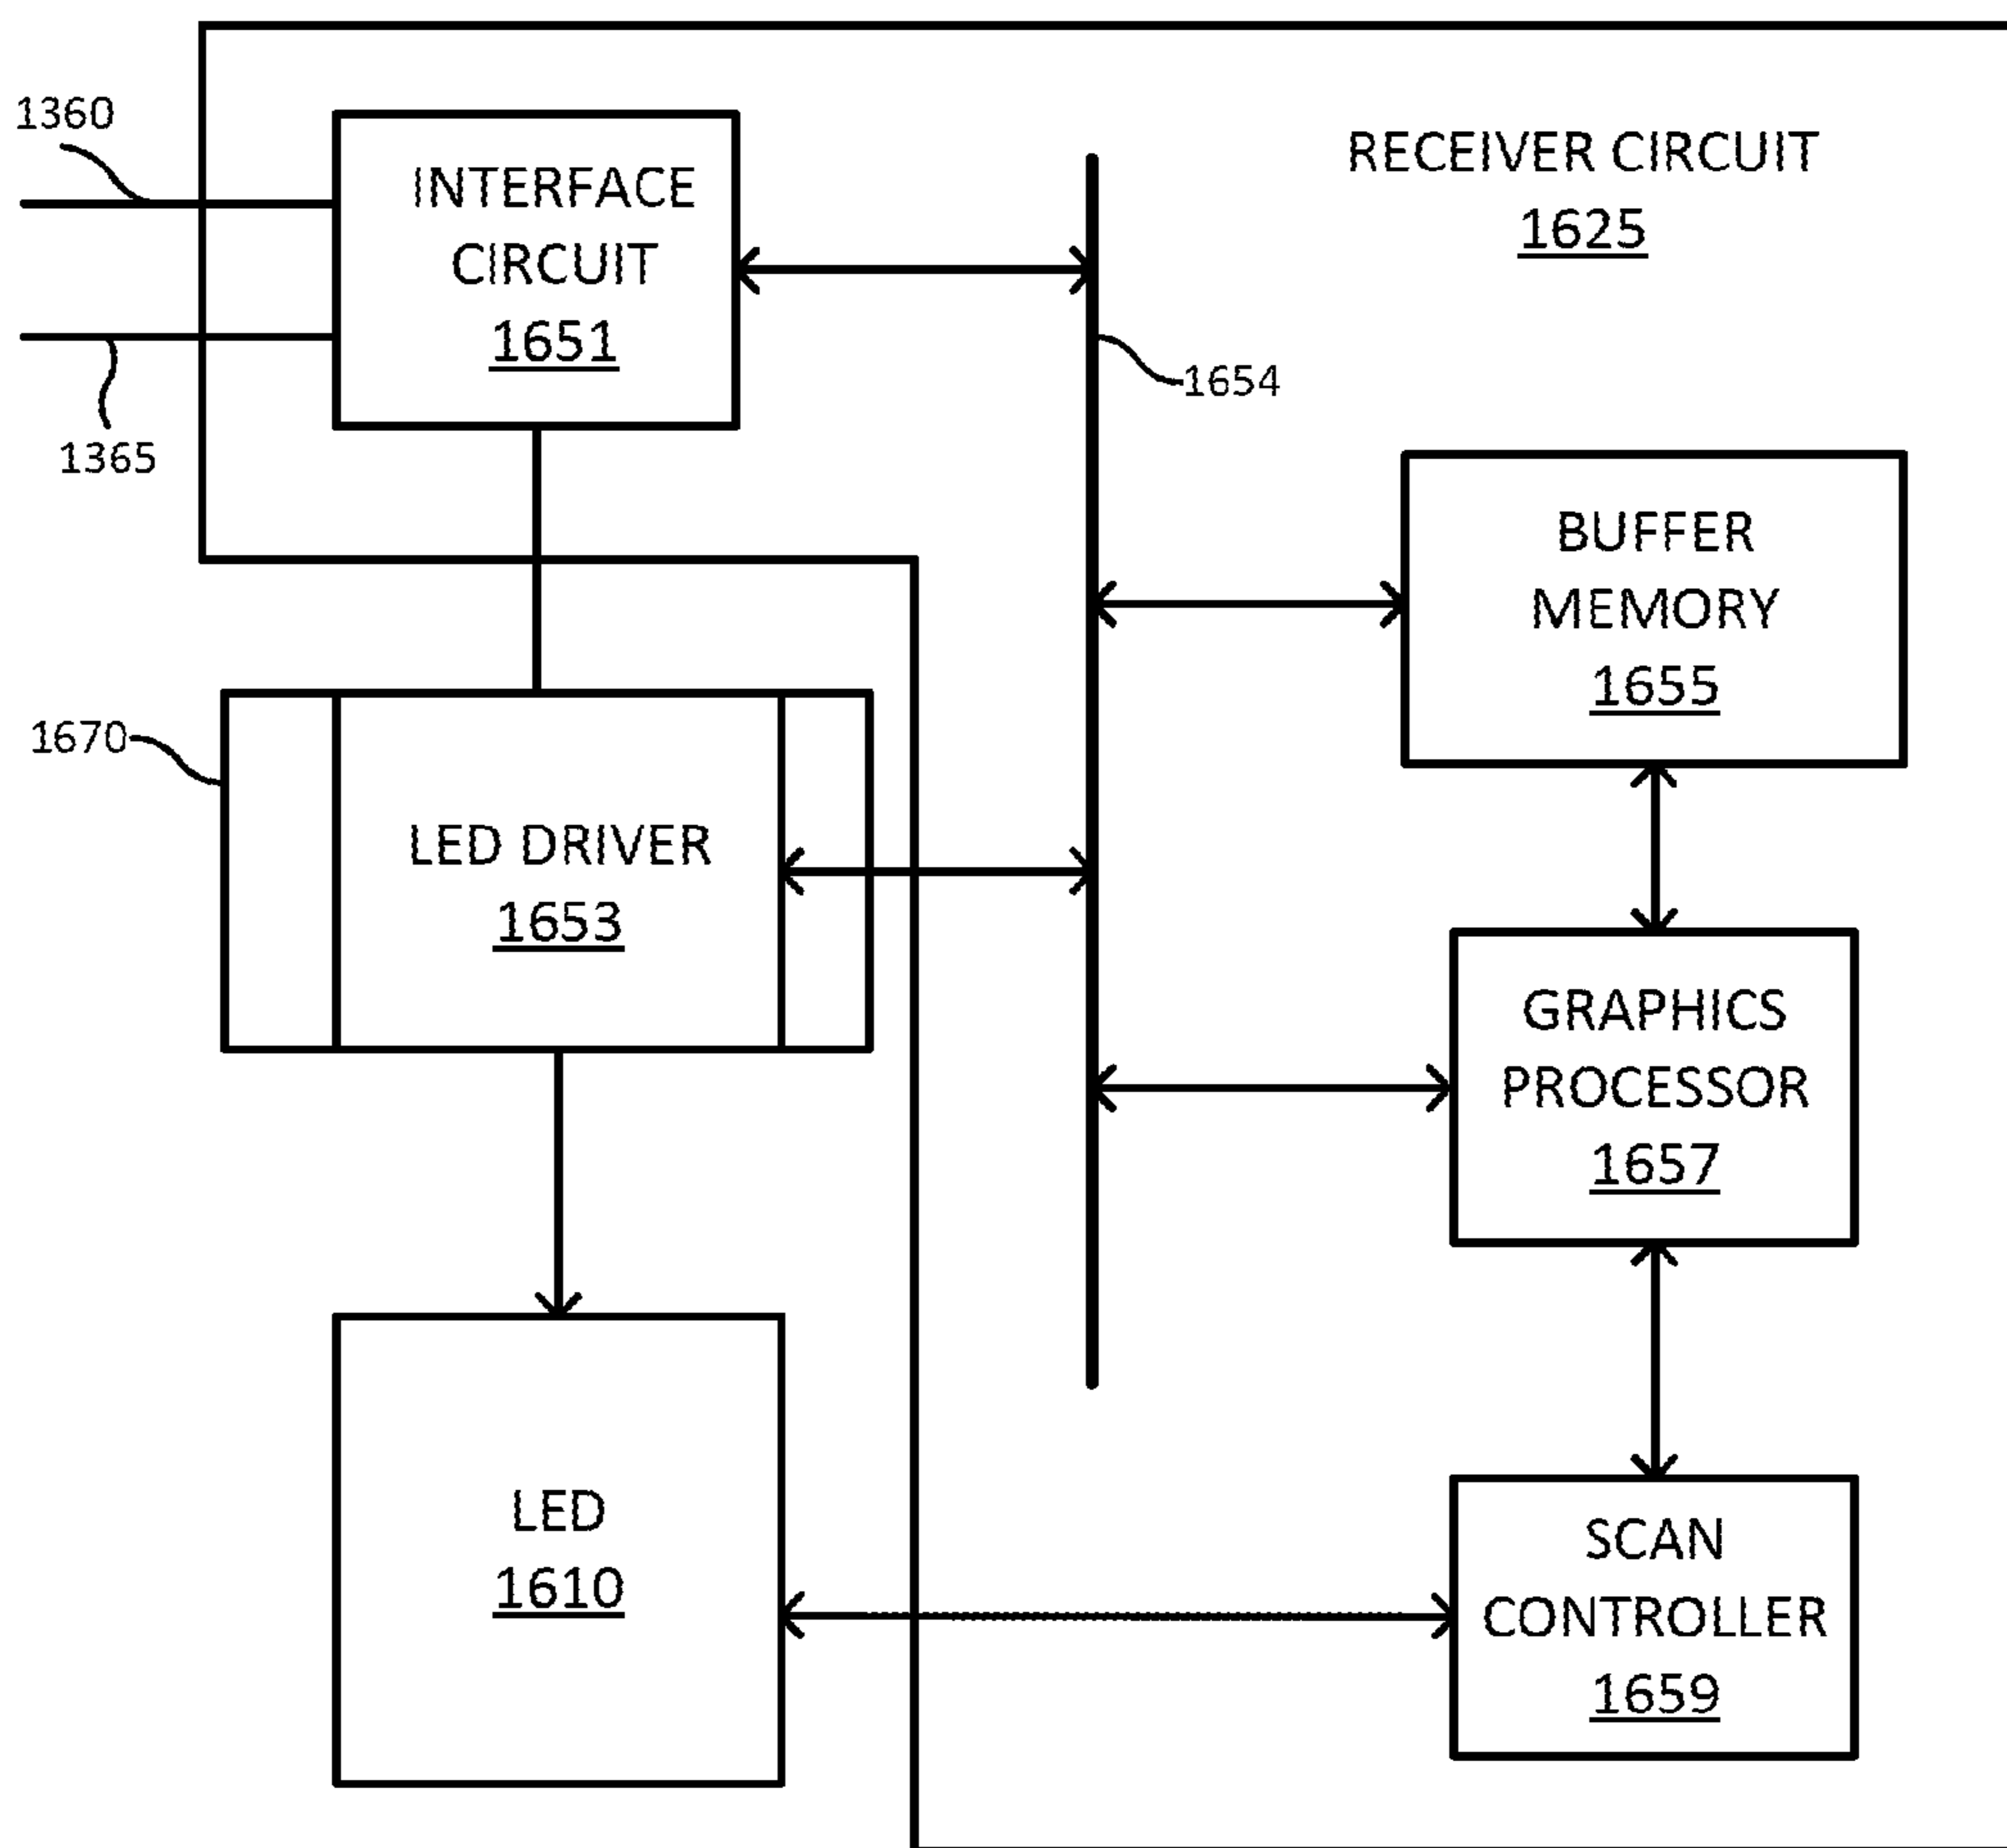 1360
INTERFACE
CIRCUIT
1651
1365
RECEIVER CIRCUIT
1625
1654
BUFFER
MEMORY
1655
1670
LED DRIVER
1653
GRAPHICS
PROCESSOR
1657
LED
1610
SCAN
CONTROLLER
1659